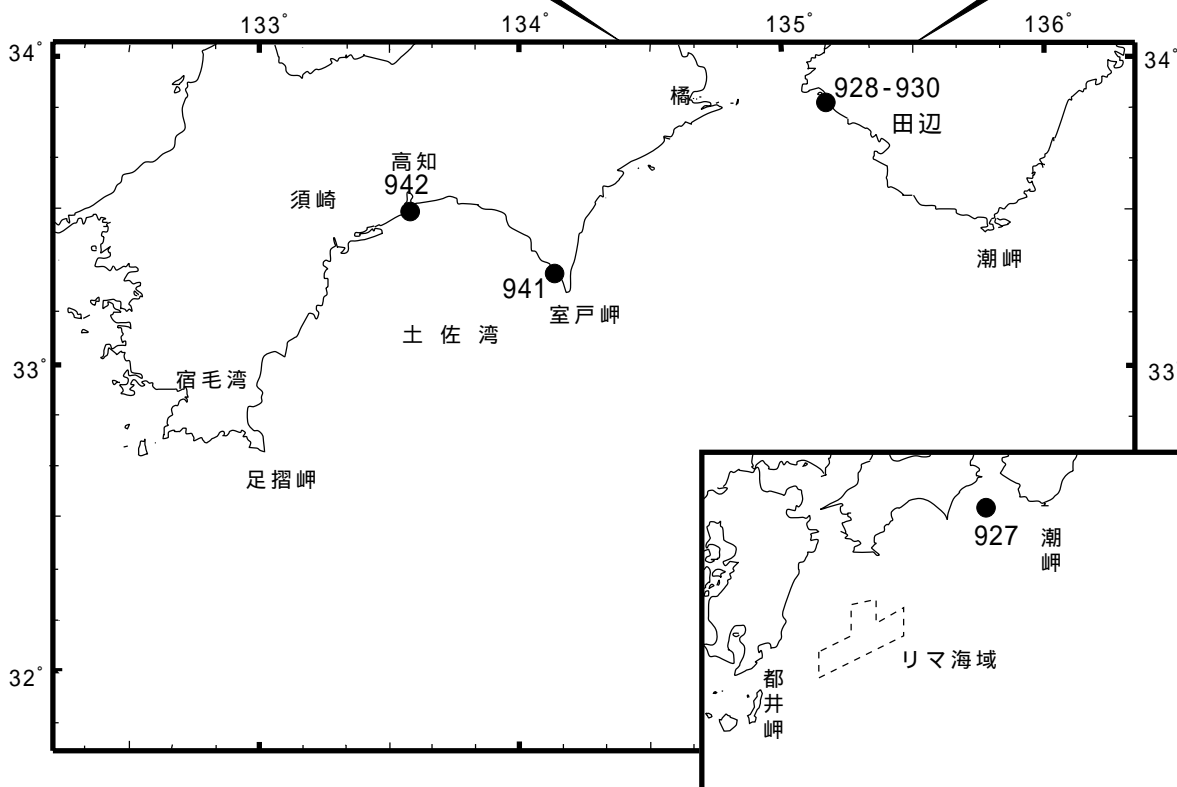 133°
134°
135°
136°
34°
34°
橘
928-930
田辺
高知
942
須崎
潮岬
941
室戸岬
土佐湾
33°
33°
宿毛湾
足摺岬
927
潮岬
リマ海域
32°
都井岬